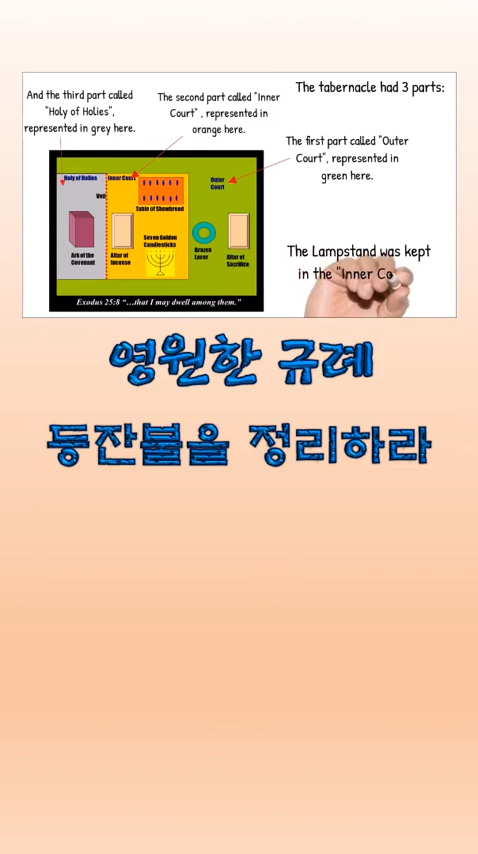 The tabernacle had 3 parts:
And the third part called
"Holy of Holies",
represented in grey here.
The second part called "Inner
Court" , represented in
orange here.
The first part called "Outer
Court", represented in
green here.
Holy of Holies
Inner Court
Outer
Court
Veil
Table of Shewbread
Seven Golden
Candlesticks
Ark of the
Covenant
Altar of
Incense
Brazen
Laver
Altar of
Sacrifice
Exodus 25:8 “…that I may dwell among them.”
The Lampstand was kept
in the "Inner Co
영원한 규례
등잔불을 정리하라